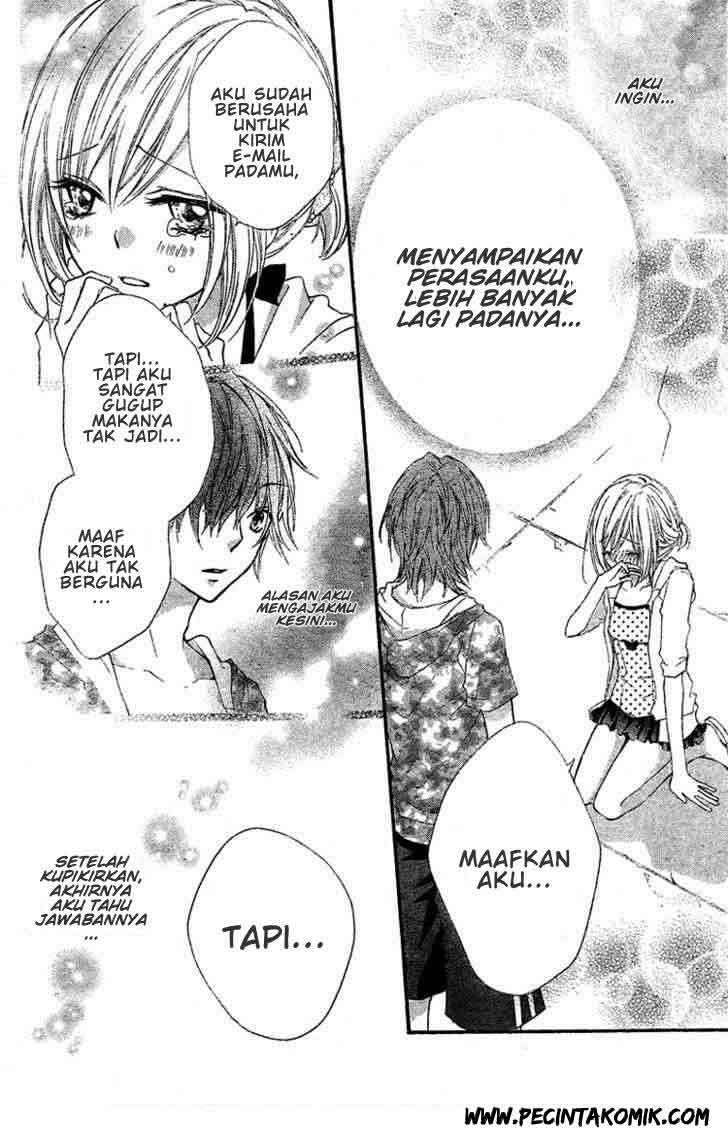 AKU
INGIN...
MENYAMPAIKAN
PERASAANKU,
LEBIH BANYAK
LAGI PADANYA...
MAAFKAN
AKU...
AKU SUDAH
BERUSAHA
UNTUK
KIRIM
E-MAIL
PADAMU,
TAPI...
TAPI AKU
SANGAT
GUGUP
MAKANYA
TAK JADI...
MAAF
KARENA
AKU TAK
BERGUNA
...
ALASAN AKU
MENGAJAKMU
KESINI...
TAPI...
SETELAH
KUPIKIRKAN,
AKHIRNYA
AKU TAHU
JAWABANNYA
...
WWW.PECINTAKOMIK.COM